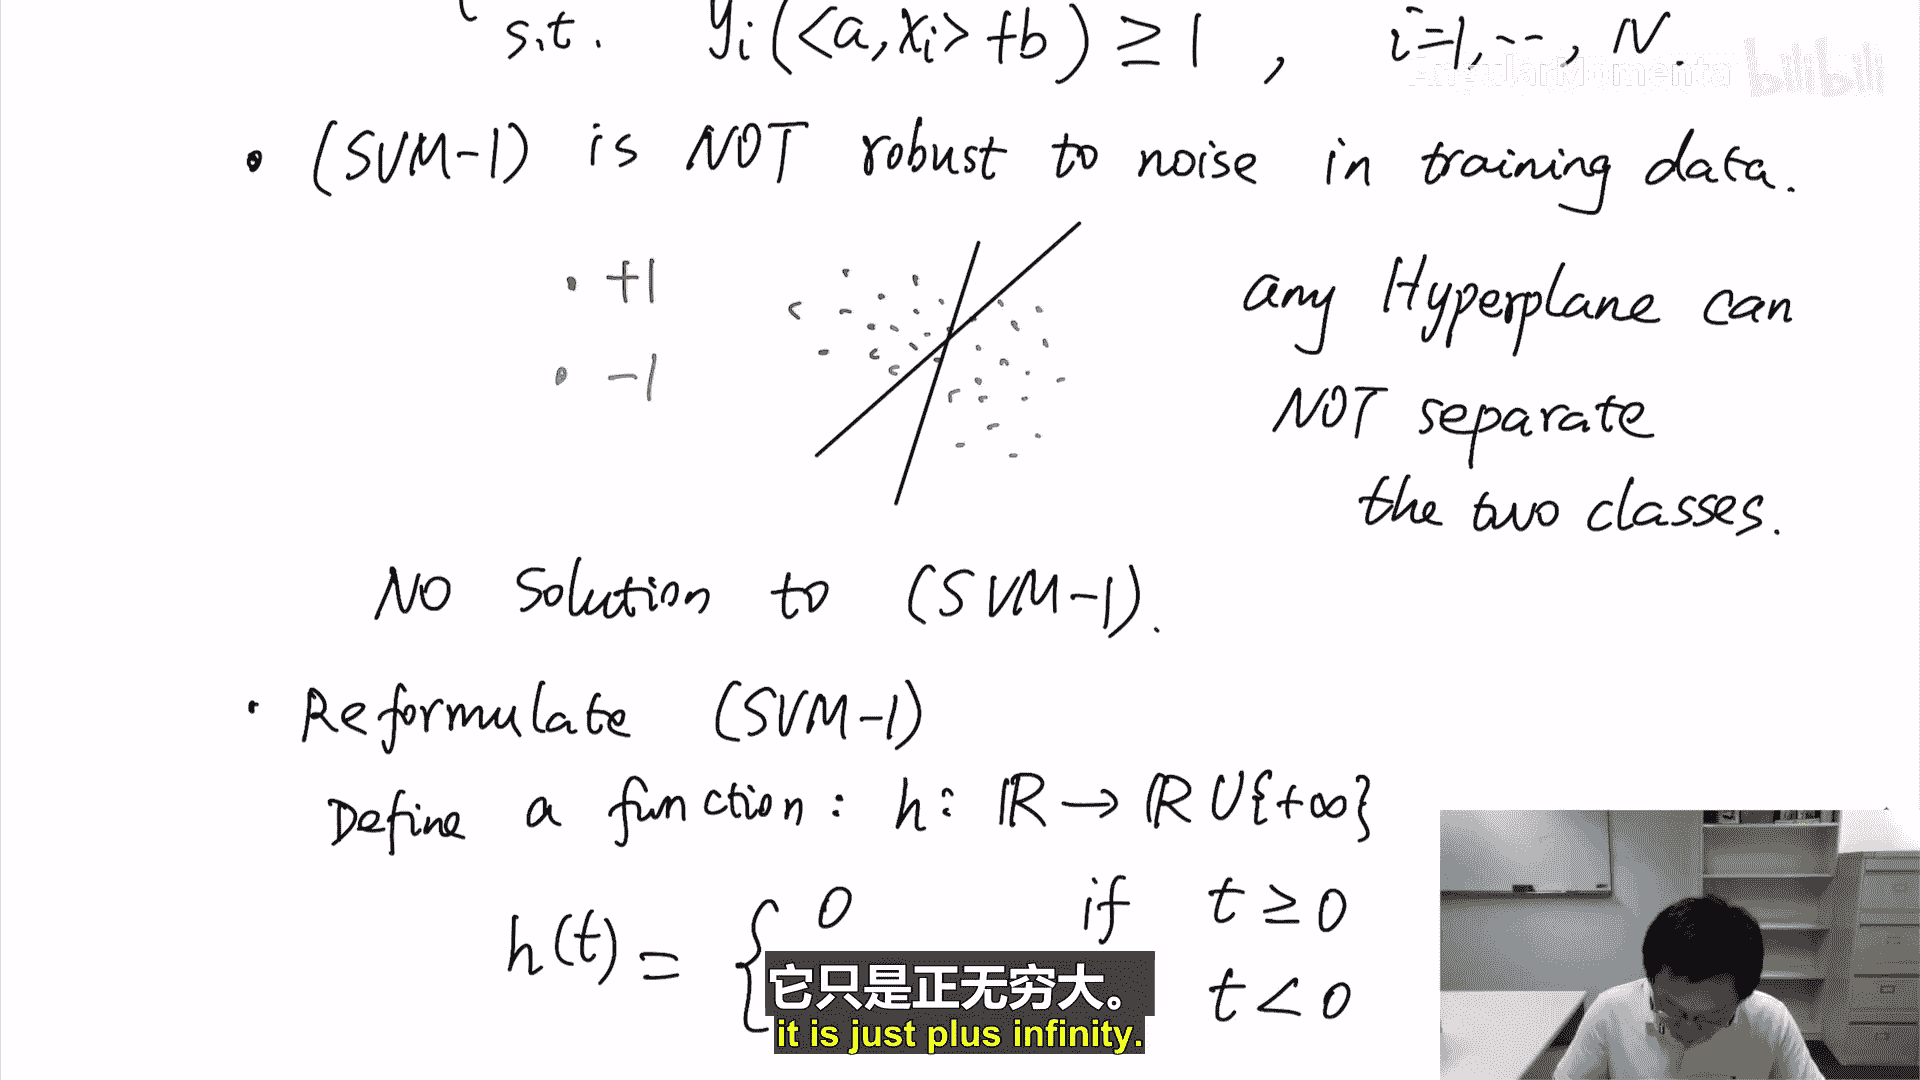 s.t. yi(<a,xi>+b) ≥ 1, i=1,--, N.
AngularMomenta bilibili
• (SVM-1) is NOT robust to noise in training data.
• +1
• -1
any Hyperplane can
NOT separate
the two classes.
NO Solution to (SVM-1).
• Reformulate (SVM-1)
Define a function: h: ℝ → ℝ∪{+∞}
h(t) = { 0 if t ≥ 0
t < 0
它只是正无穷大。
it is just plus infinity.